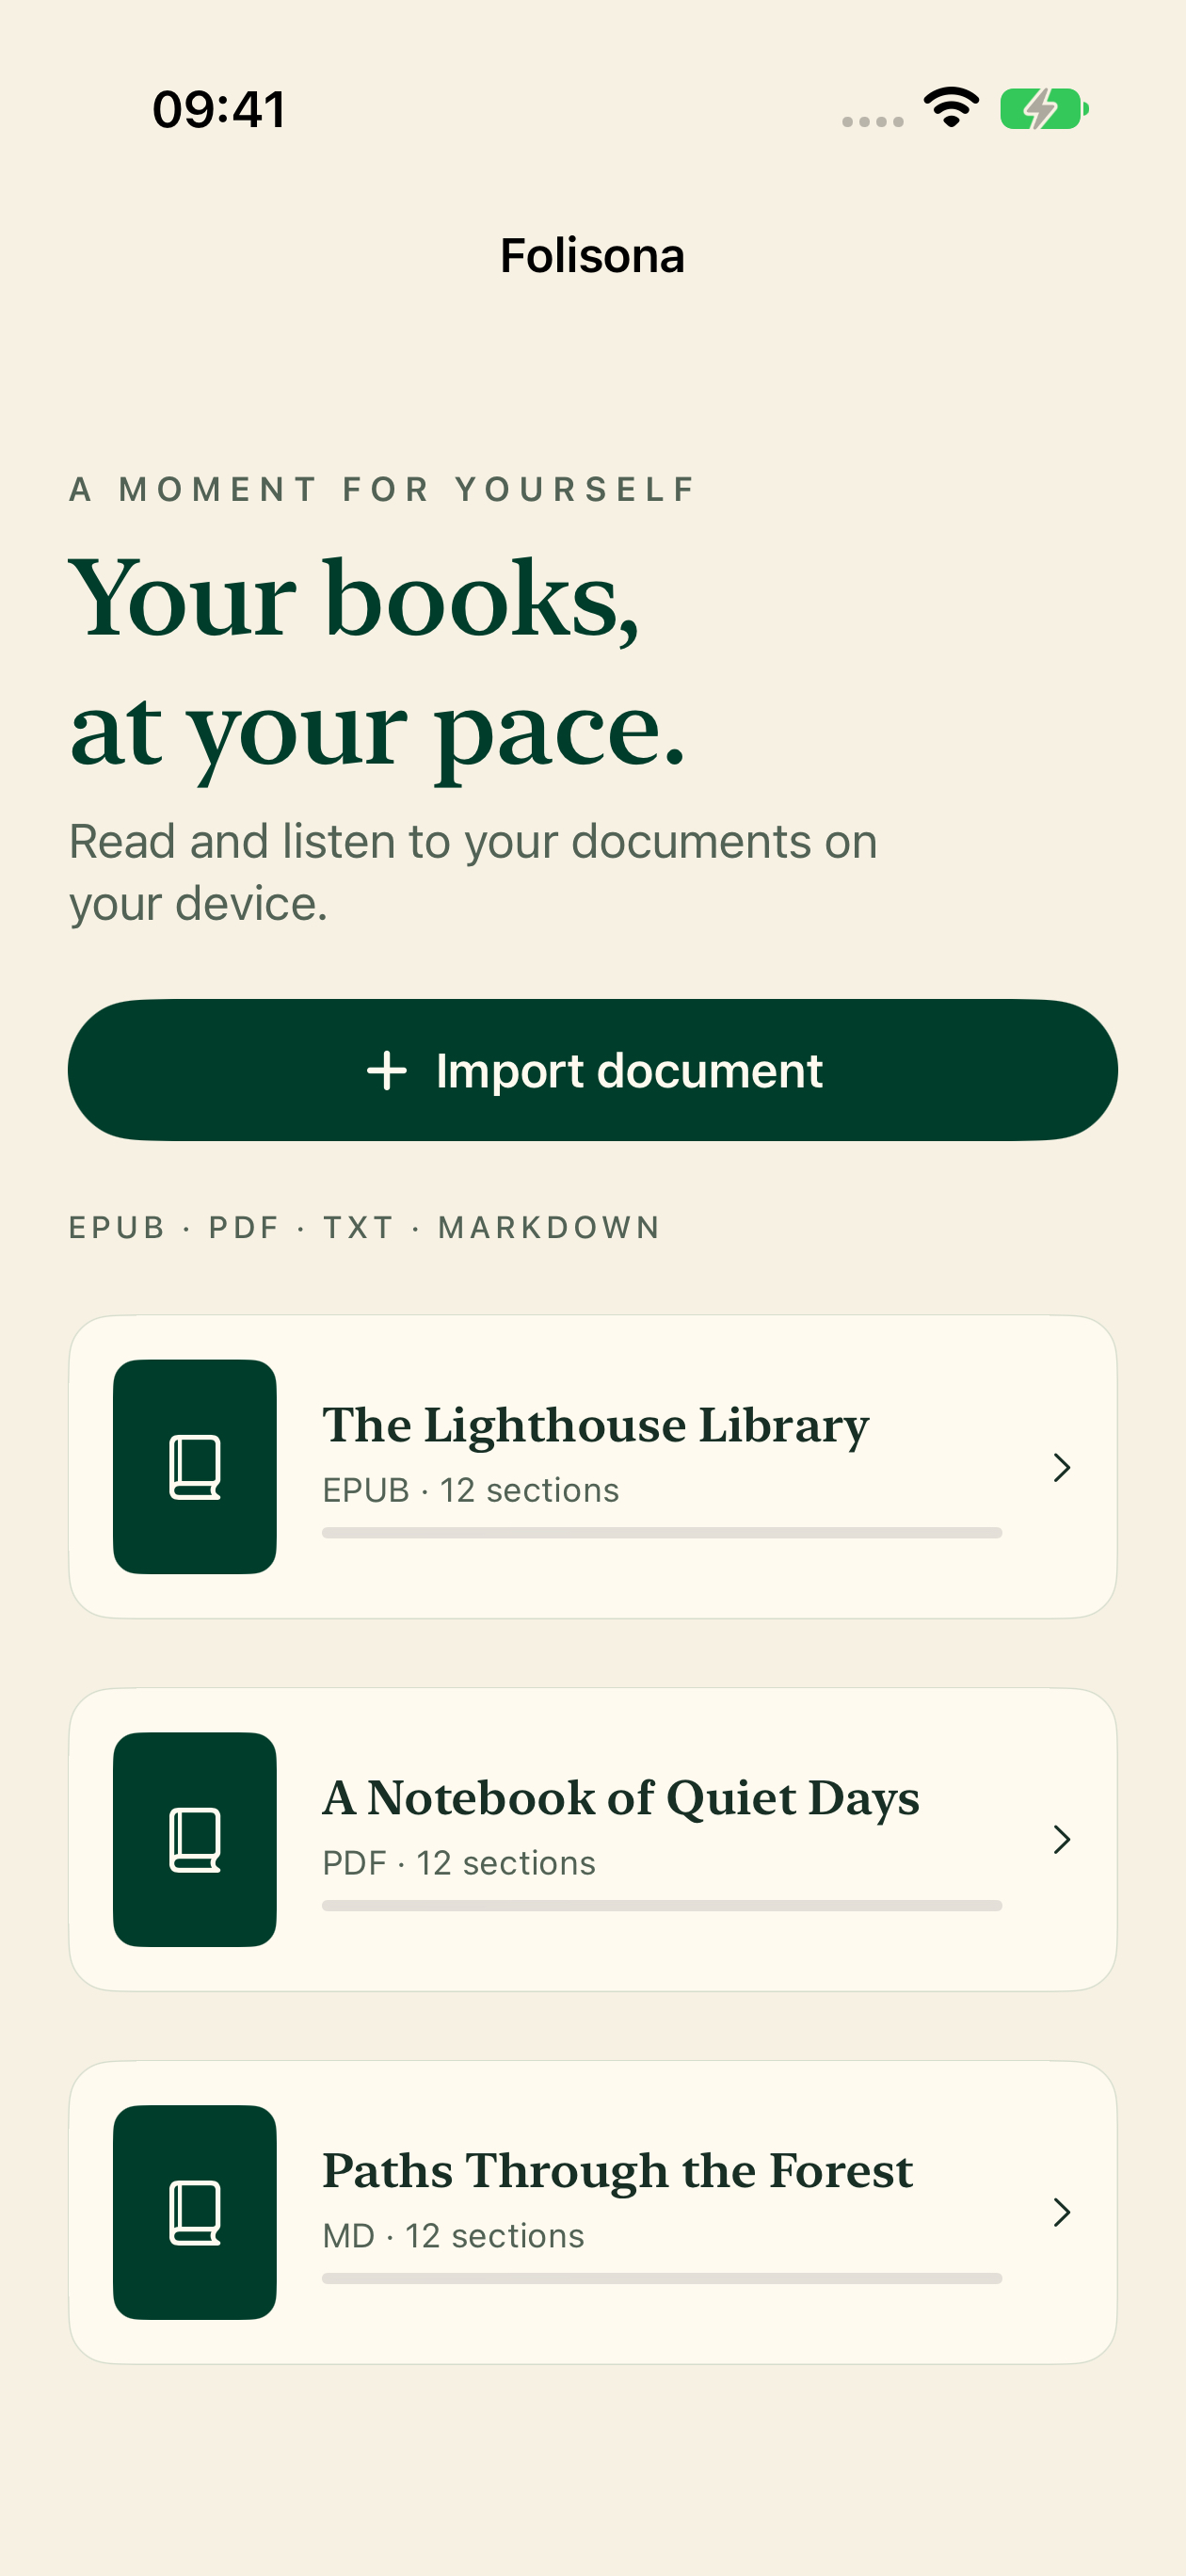 09:41
Folisona
A MOMENT FOR YOURSELF
Your books,
at your pace.
Read and listen to your documents on
your device.
Import document
EPUB · PDF · TXT · MARKDOWN
The Lighthouse Library
EPUB · 12 sections
A Notebook of Quiet Days
PDF · 12 sections
Paths Through the Forest
MD · 12 sections